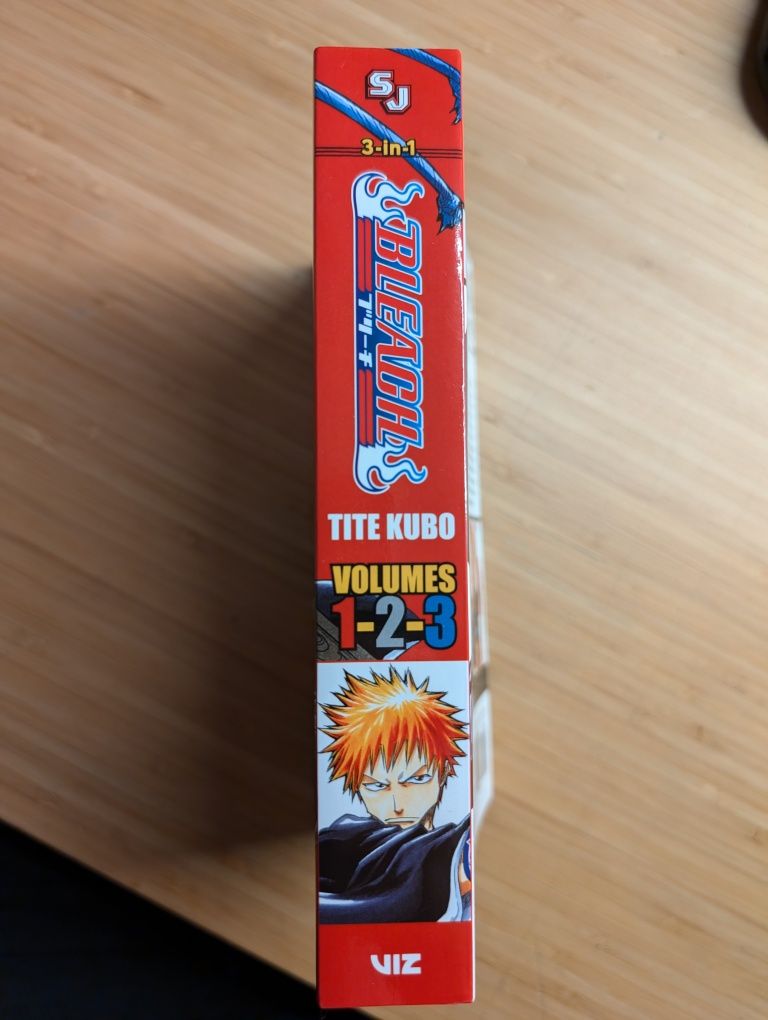 SJ
3-in-1
BLEACH
ブリーチ
TITE KUBO
VOLUMES
1-2-3
VIZ